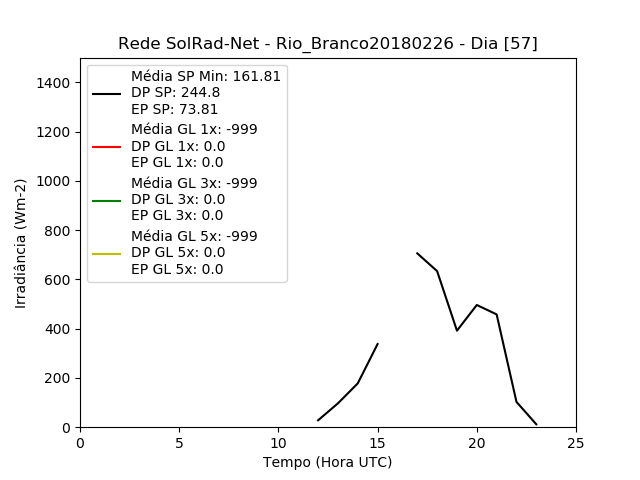 Rede SolRad-Net - Rio_Branco20180226 - Dia [57]
Média SP Min: 161.81
DP SP: 244.8
EP SP: 73.81
Média GL 1x: -999
DP GL 1x: 0.0
EP GL 1x: 0.0
Média GL 3x: -999
DP GL 3x: 0.0
EP GL 3x: 0.0
Média GL 5x: -999
DP GL 5x: 0.0
EP GL 5x: 0.0
1400
1200
1000
800
600
400
200
0
Irradiância (Wm-2)
0 5 10 15 20 25
Tempo (Hora UTC)